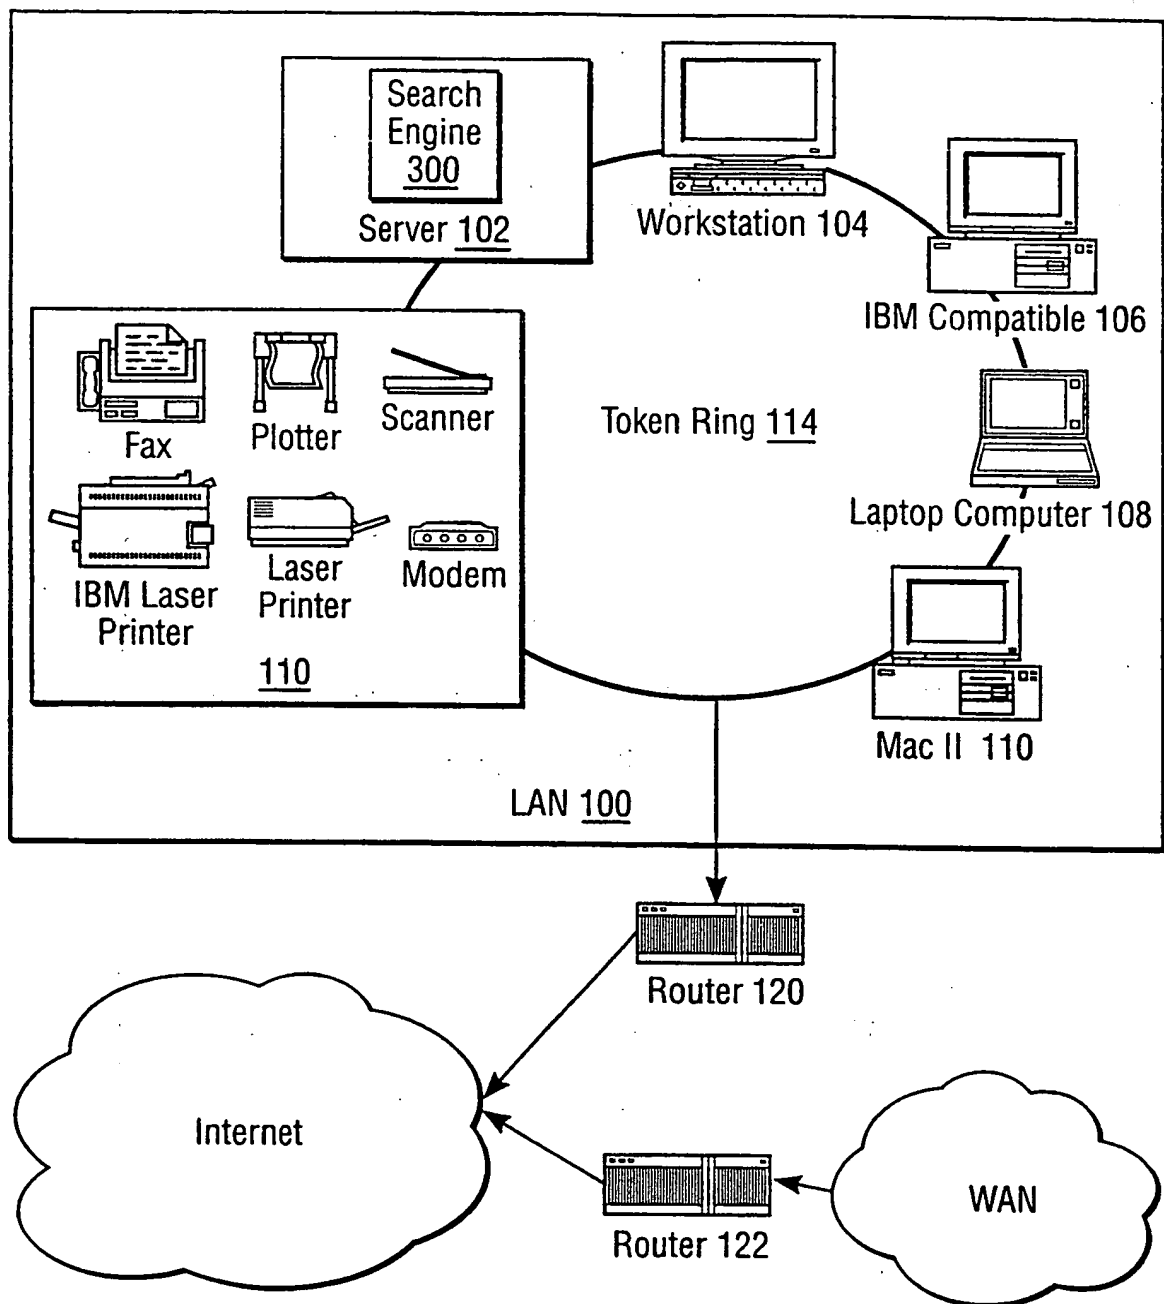 Search
Engine
300
Server 102
Workstation 104
IBM Compatible 106
Fax
Plotter
Scanner
Token Ring 114
Laptop Computer 108
IBM Laser
Printer
Laser
Printer
Modem
110
Mac II 110
LAN 100
Router 120
Internet
Router 122
WAN